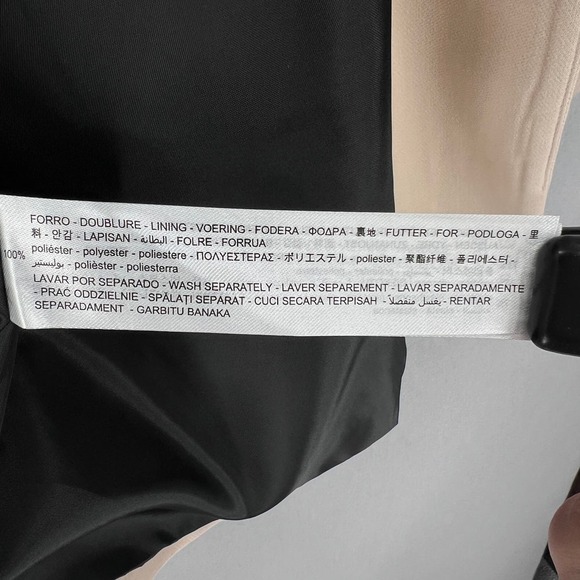 FORRO - DOUBLURE - LINING - VOERING - FODERA - ΦΟΔΡΑ - 裏地 - FUTTER - FOR - PODLOGA - 里
料 - 안감 - LAPISAN - البطانة - FOLRE - FORRUA
100% poliéster - polyester - poliestere - ΠΟΛΥΕΣΤΕΡΑΣ - ポリエステル - poliester - 聚酯纤维 - 폴리에스터 -
بوليستير - polièster - poliesterra
LAVAR POR SEPARADO - WASH SEPARATELY - LAVER SEPAREMENT - LAVAR SEPARADAMENTE
- PRAĆ ODDZIELNIE - SPĂLAȚI SEPARAT - CUCI SECARA TERPISAH - يغسل منفصلاً - RENTAR
SEPARADAMENT - GARBITU BANAKA